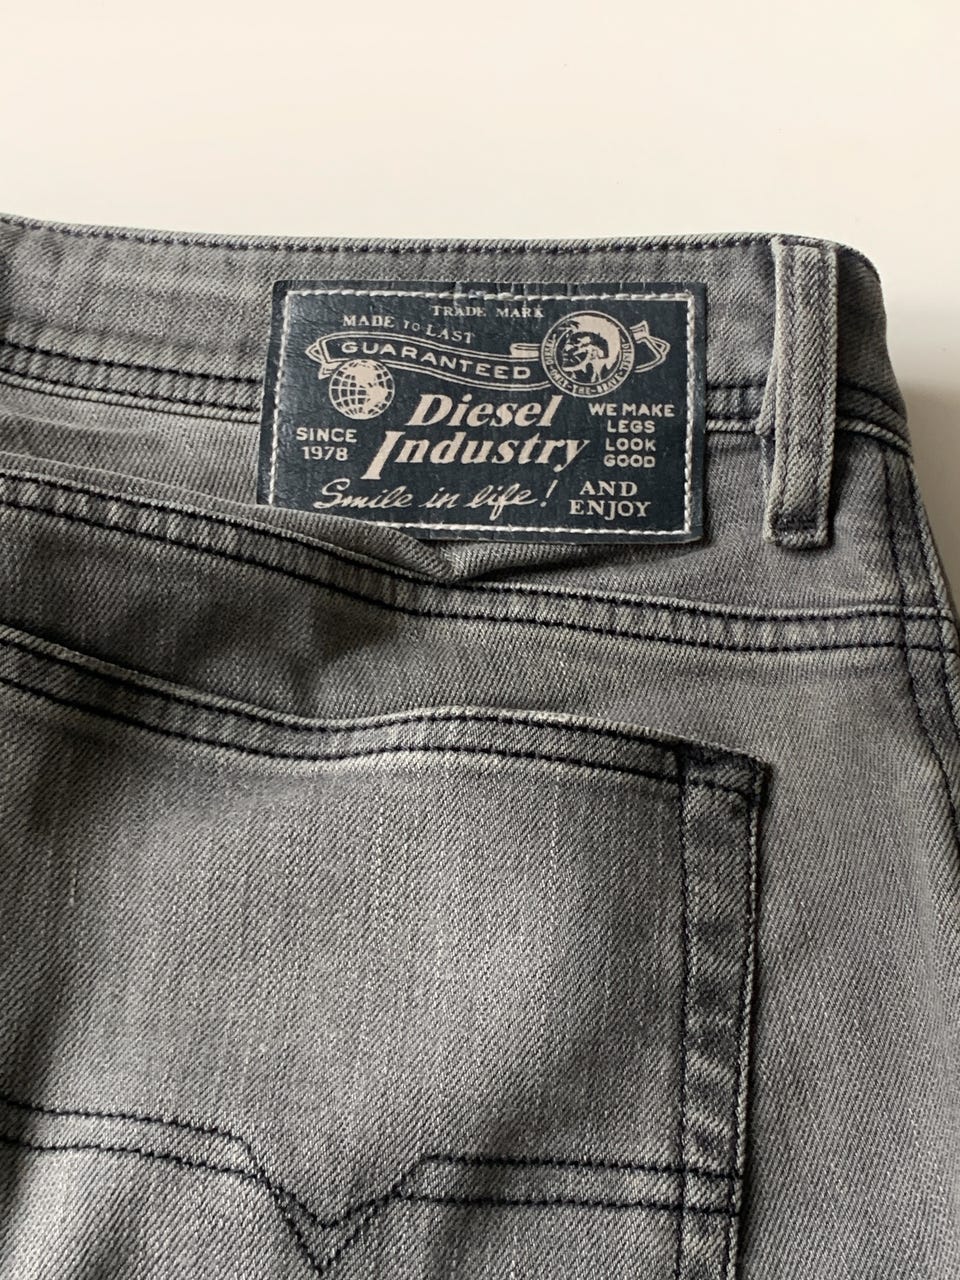 TRADE MARK
MADE TO LAST
GUARANTEED
Diesel
Industry
SINCE
1978
WE MAKE
LEGS
LOOK
GOOD
Smile in life!
AND
ENJOY